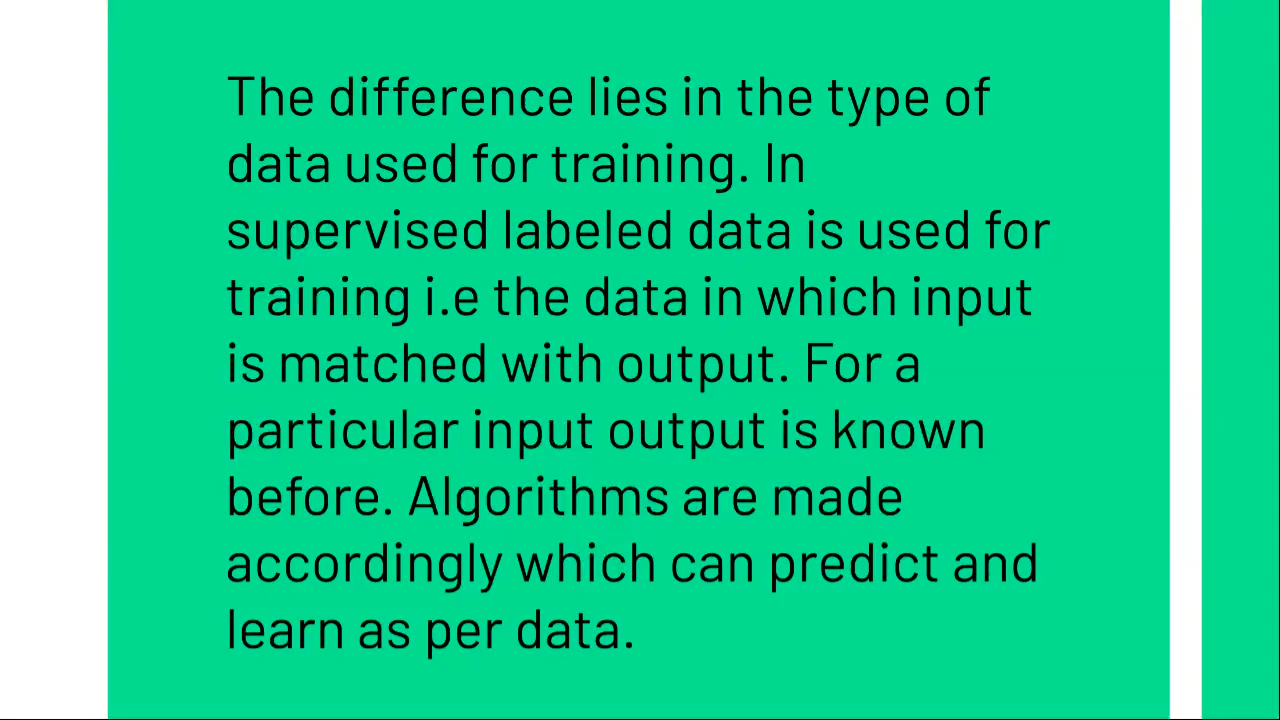 The difference lies in the type of
data used for training. In
supervised labeled data is used for
training i.e the data in which input
is matched with output. For a
particular input output is known
before. Algorithms are made
accordingly which can predict and
learn as per data.